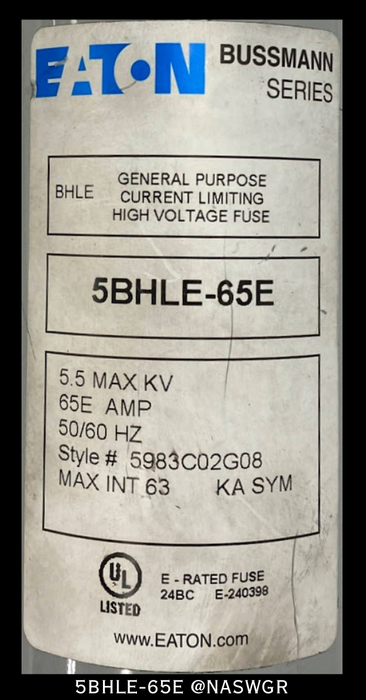 EATON
BUSSMANN
SERIES
BHLE
GENERAL PURPOSE
CURRENT LIMITING
HIGH VOLTAGE FUSE
5BHLE-65E
5.5 MAX KV
65E AMP
50/60 HZ
Style # 5983C02G08
MAX INT 63 KA SYM
UL
LISTED
E - RATED FUSE
24BC E-240398
www.EATON.com
5BHLE-65E @NASWGR